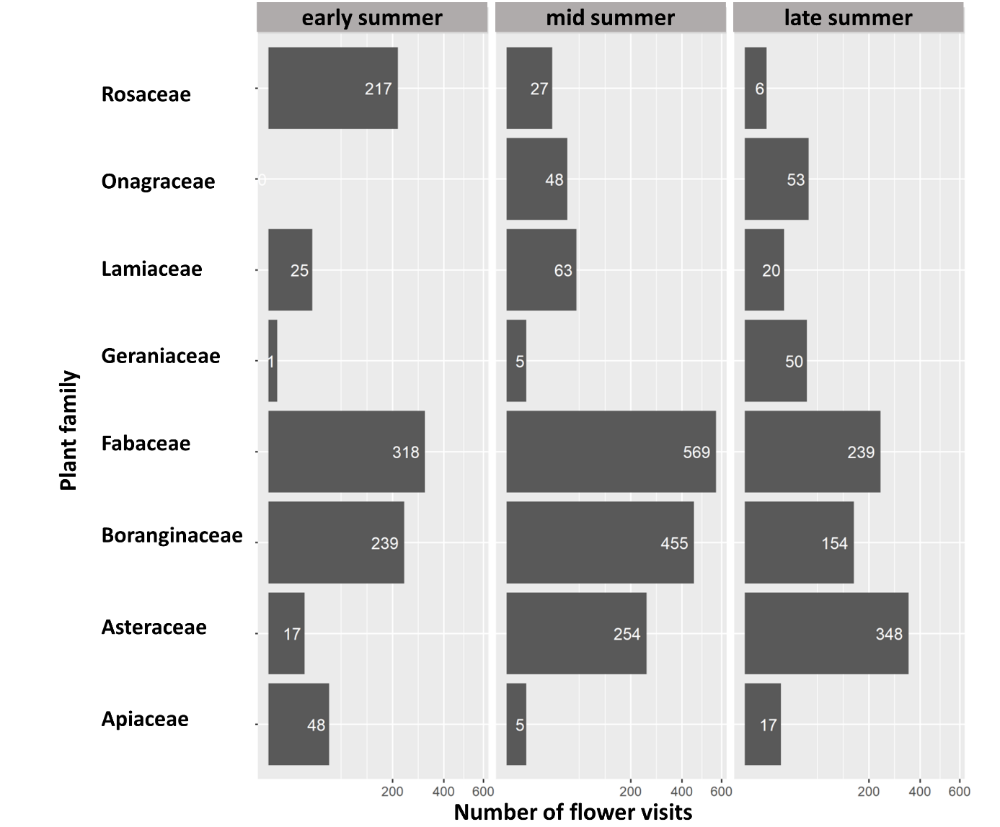 early summer mid summer late summer
Rosaceae 217 27 6
Onagraceae 0 48 53
Lamiaceae 25 63 20
Geraniaceae 1 5 50
Plant family
Fabaceae 318 569 239
Boranginaceae 239 455 154
Asteraceae 17 254 348
Apiaceae 48 5 17
200 400 600 200 400 600 200 400 600
Number of flower visits